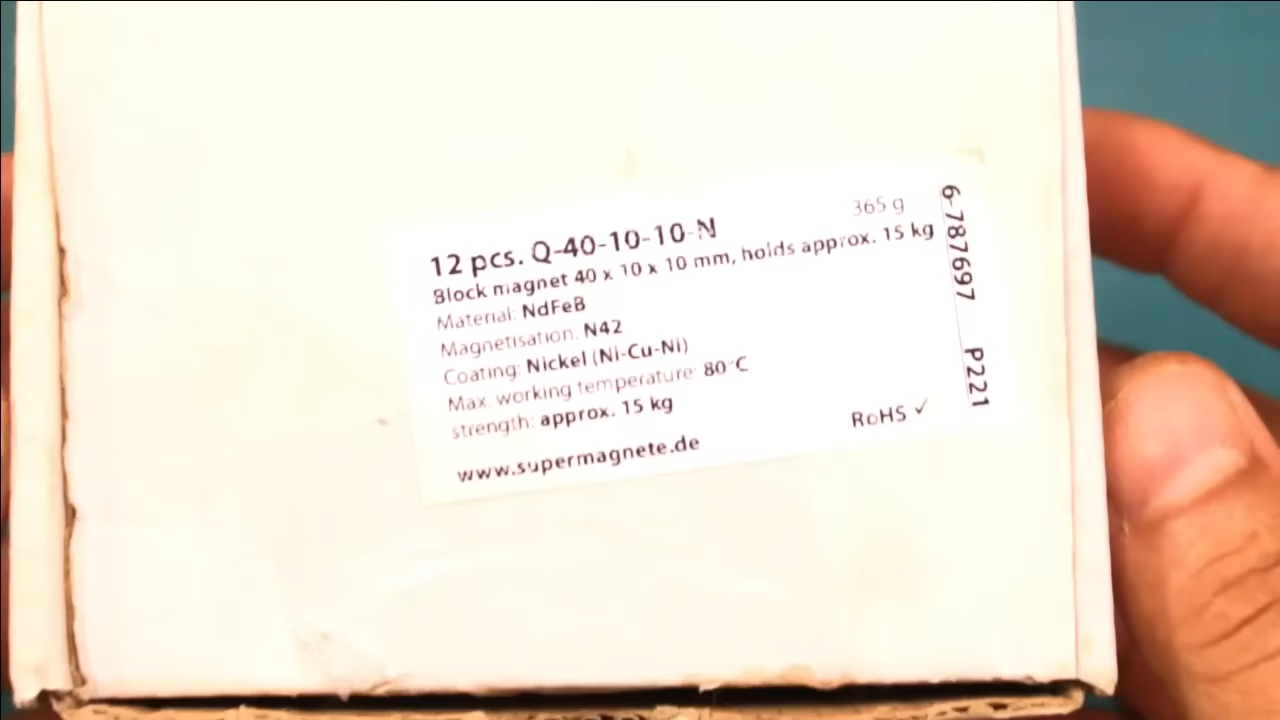 12 pcs. Q-40-10-10-N
365 g
Block magnet 40 x 10 x 10 mm, holds approx. 15 kg
Material: NdFeB
Magnetisation: N42
Coating: Nickel (Ni-Cu-Ni)
Max. working temperature: 80°C
strength: approx. 15 kg
www.supermagnete.de
RoHS ✓
6-787697
P221